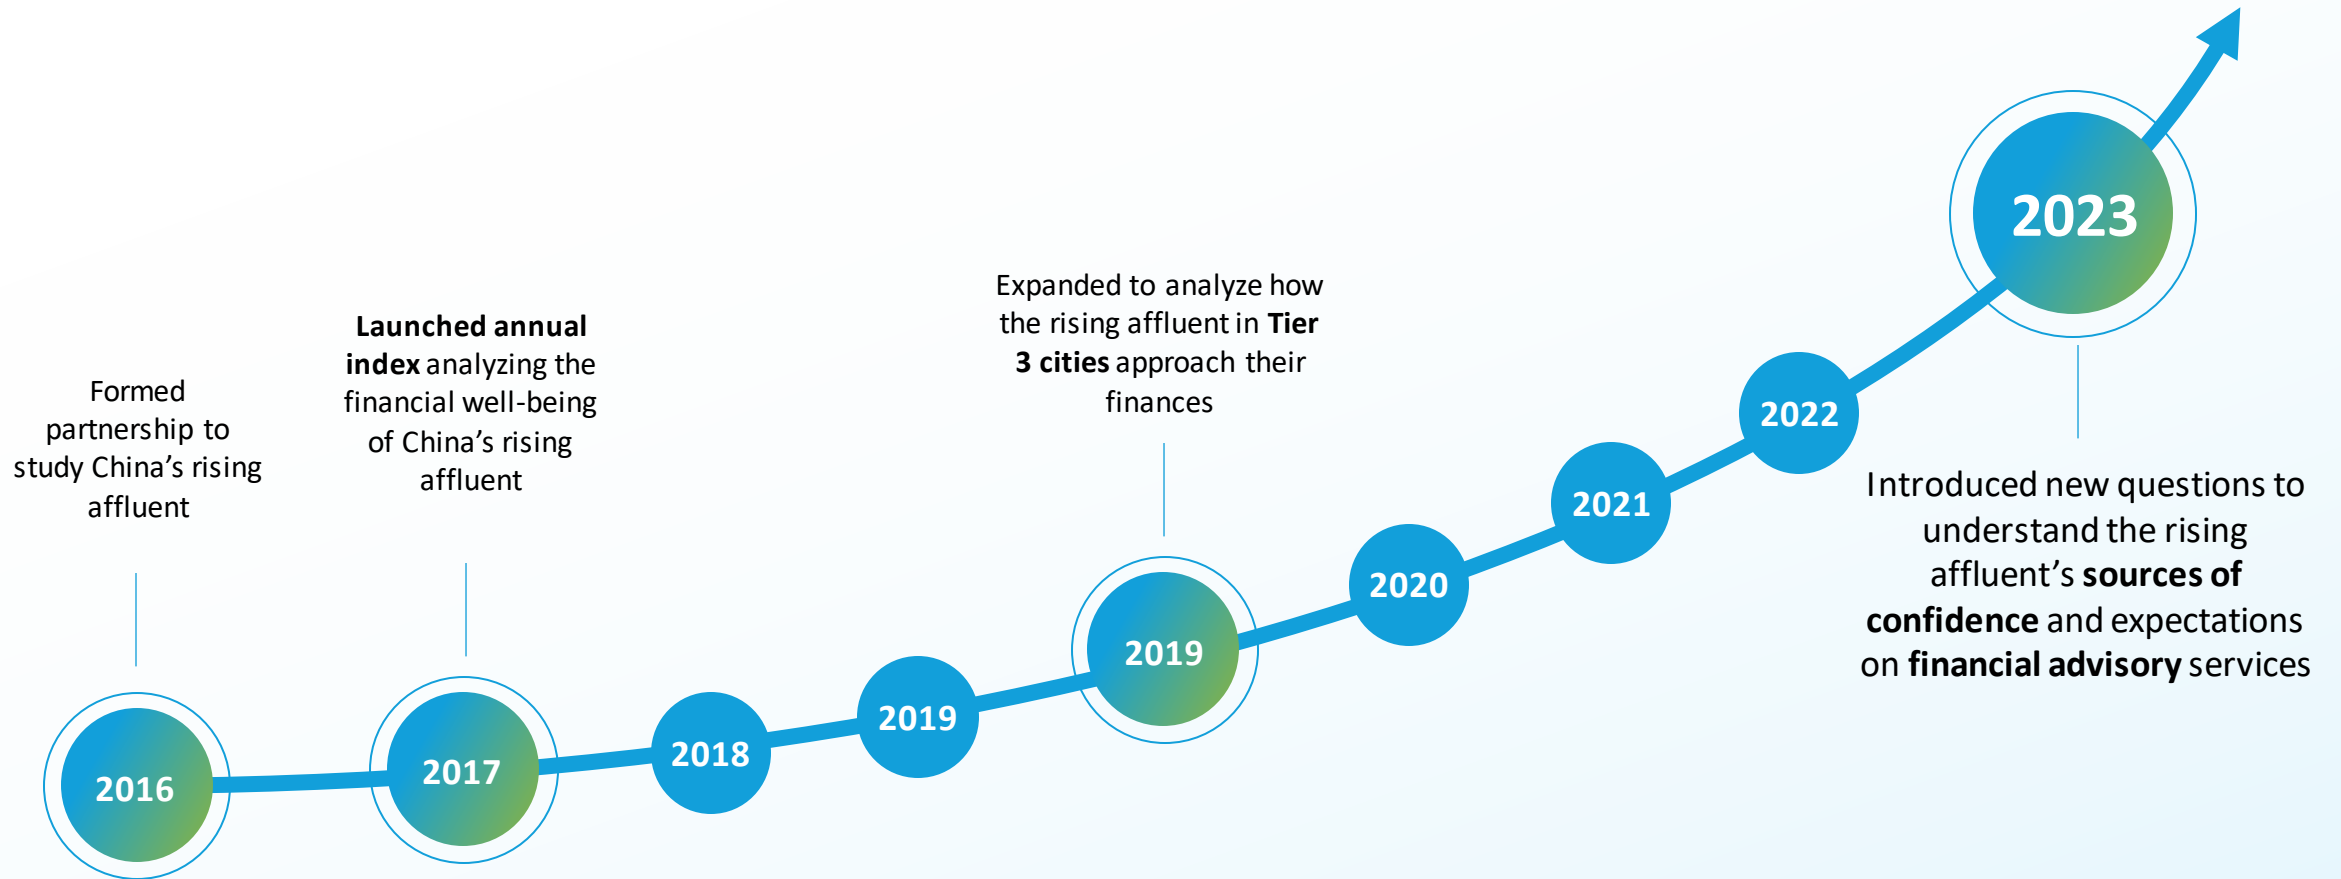 Formed
partnership to
study China’s rising
affluent
2016
Launched annual
index analyzing the
financial well-being
of China’s rising
affluent
2017
2018
2019
Expanded to analyze how
the rising affluent in Tier
3 cities approach their
finances
2019
2020
2021
2022
2023
Introduced new questions to
understand the rising
affluent’s sources of
confidence and expectations
on financial advisory services